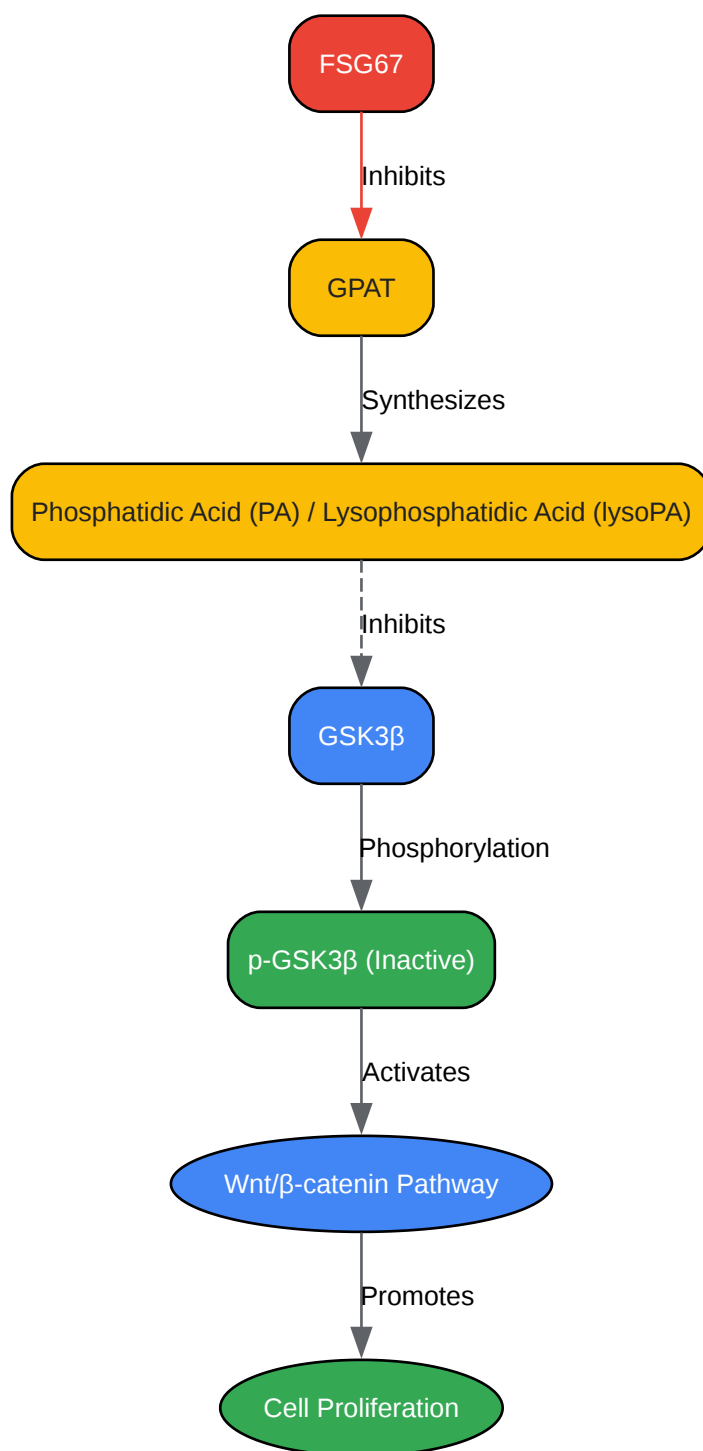 FSG67
Inhibits
GPAT
Synthesizes
Phosphatidic Acid (PA) / Lysophosphatidic Acid (lysoPA)
Inhibits
GSK3β
Phosphorylation
p-GSK3β (Inactive)
Activates
Wnt/β-catenin Pathway
Promotes
Cell Proliferation